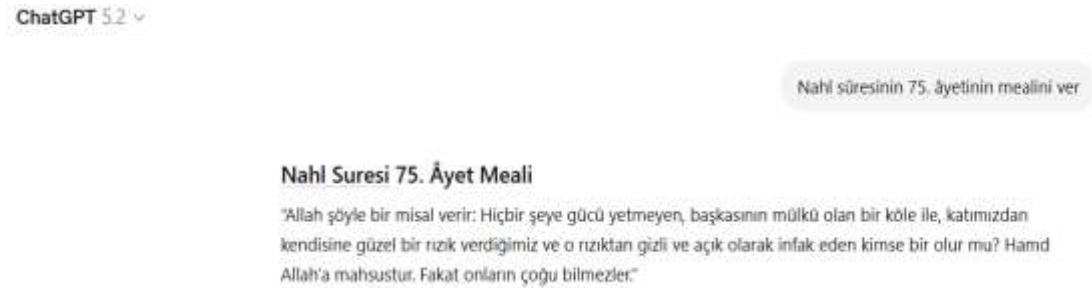 ChatGPT 5.2
Nahl sûresinin 75. âyetinin mealini ver
Nahl Suresi 75. Âyet Meali
"Allah şöyle bir misal verir: Hiçbir şeye gücü yetmeyen, başkasının mülkü olan bir köle ile, katımızdan
kendisine güzel bir rızık verdiğimiz ve o rızıktan gizli ve açık olarak infak eden kimse bir olur mu? Hamd
Allah'a mahsustur. Fakat onların çoğu bilmezler."